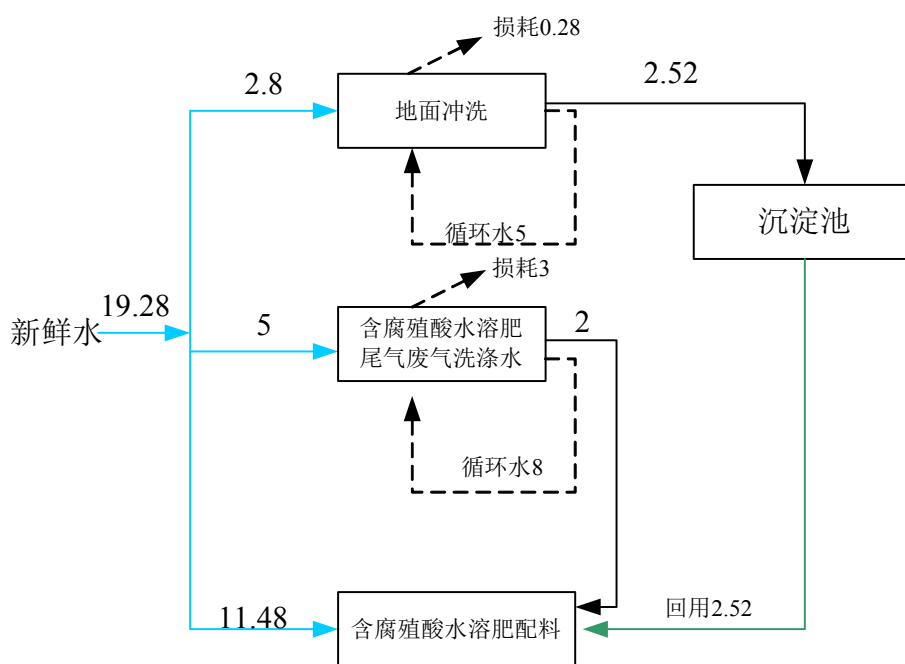 损耗0.28
2.8
地面冲洗
2.52
循环水5
沉淀池
损耗3
19.28
新鲜水
5
含腐殖酸水溶肥
尾气废气洗涤水
2
循环水8
11.48
含腐殖酸水溶肥配料
回用2.52